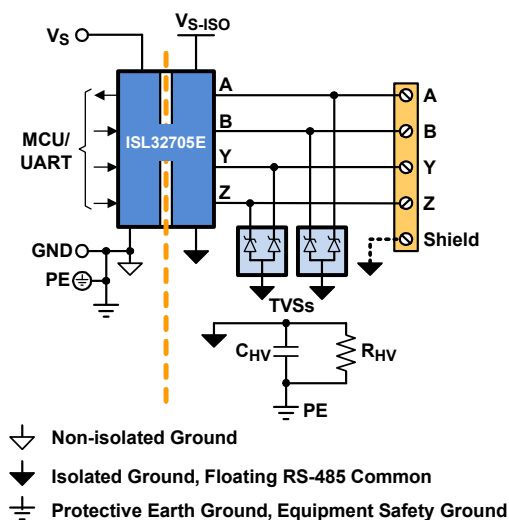 VS
VS-ISO
MCU/
UART
ISL32705E
A
B
Y
Z
A
B
Y
Z
Shield
GND
PE
TVSs
CHV
RHV
PE
Non-isolated Ground
Isolated Ground, Floating RS-485 Common
Protective Earth Ground, Equipment Safety Ground